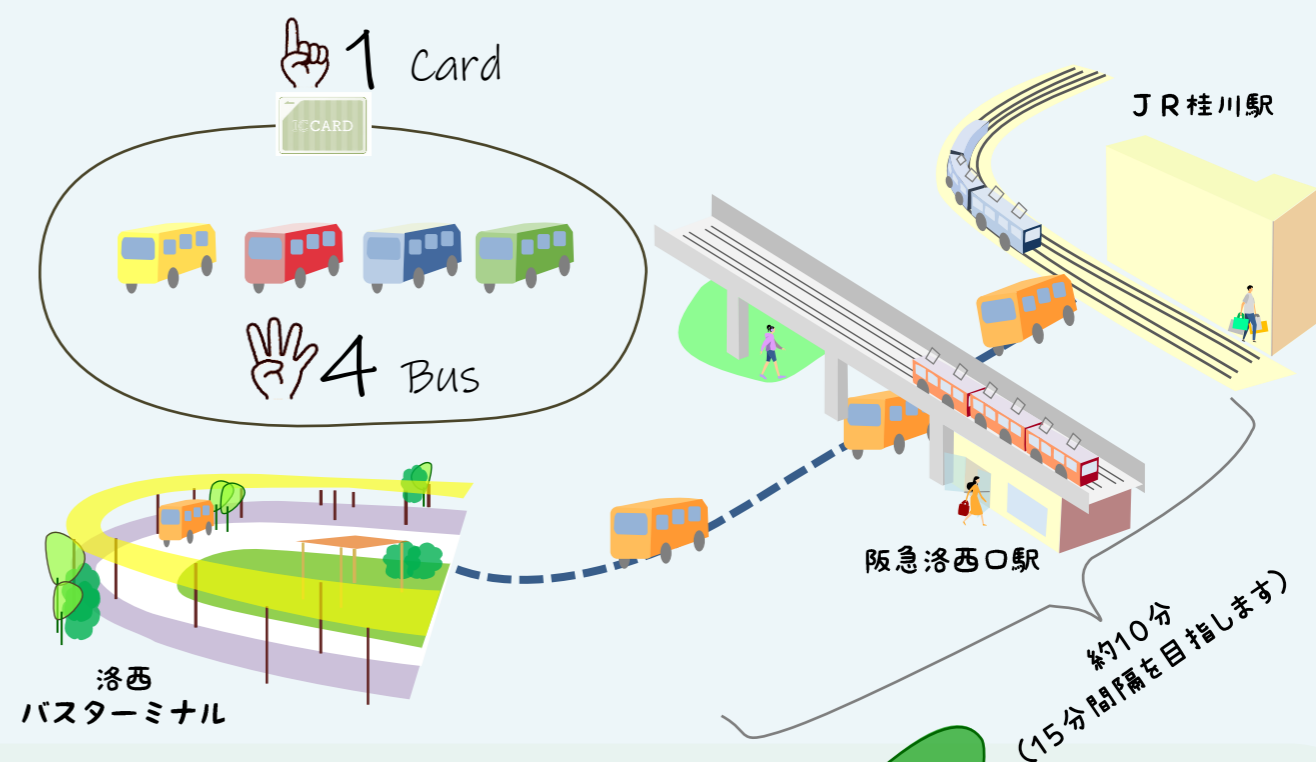 1 Card
IC CARD
4 Bus
JR桂川駅
阪急洛西口駅
洛西
バスターミナル
約10分
(15分間隔を目指します)